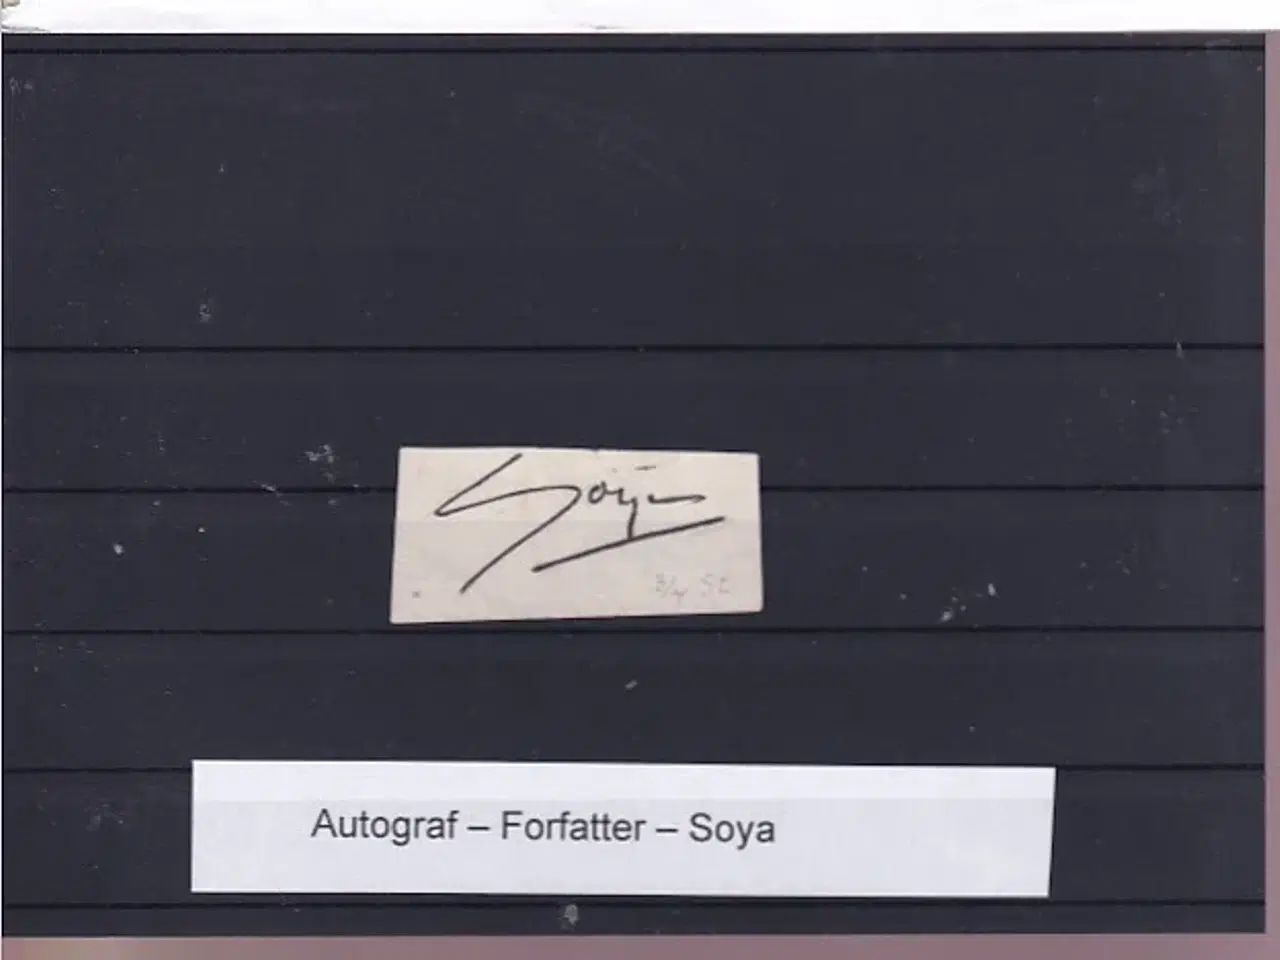 Soya
3/4 52
Autograf – Forfatter – Soya